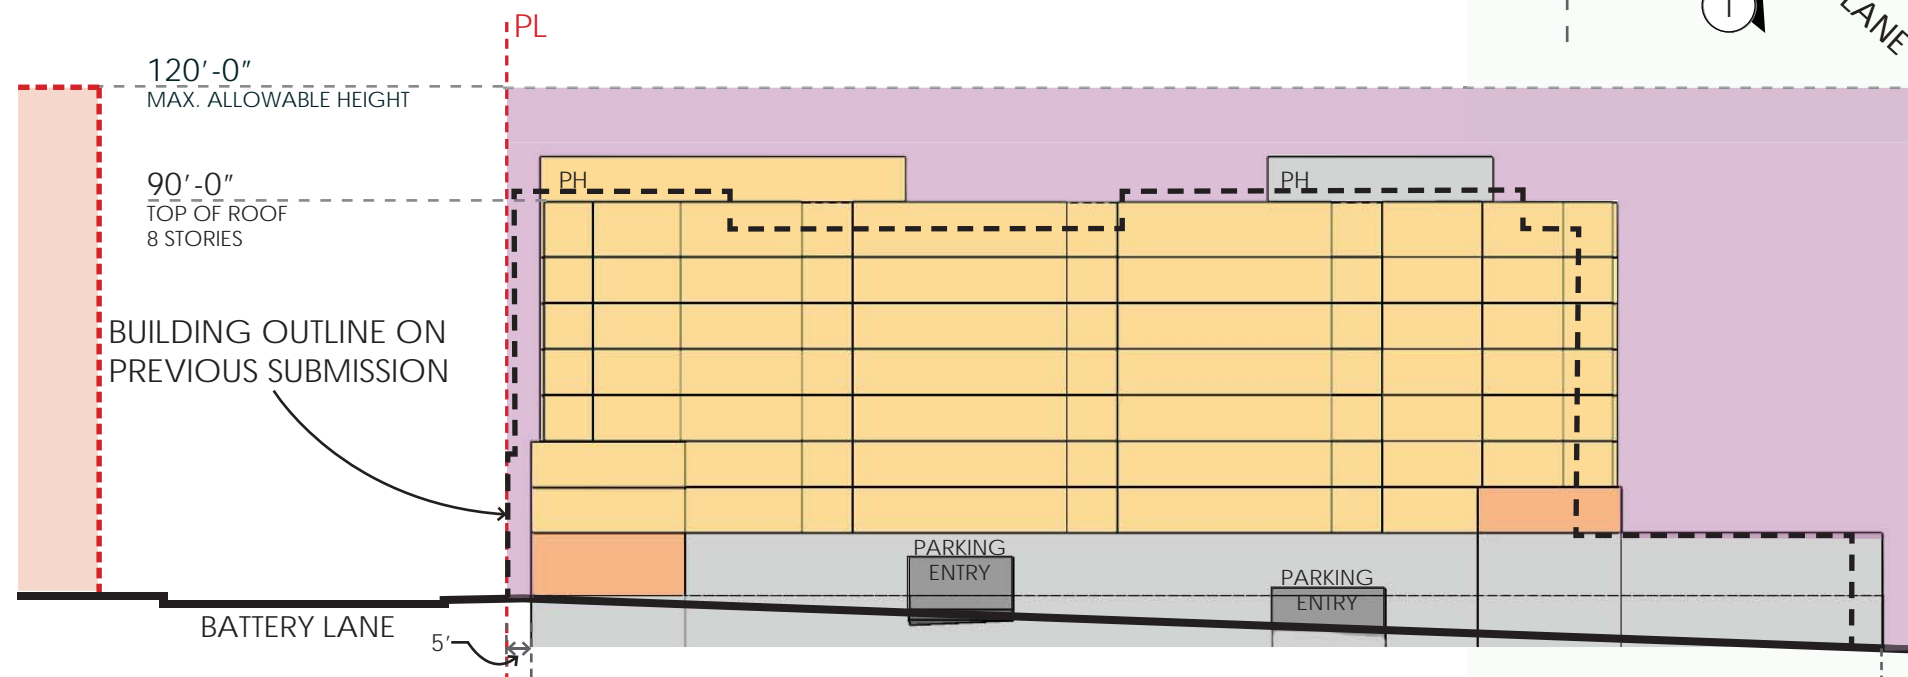 PL
1
LANE
120'-0"
MAX. ALLOWABLE HEIGHT
90'-0"
TOP OF ROOF
8 STORIES
PH
PH
BUILDING OUTLINE ON
PREVIOUS SUBMISSION
PARKING
ENTRY
PARKING
ENTRY
BATTERY LANE
5'